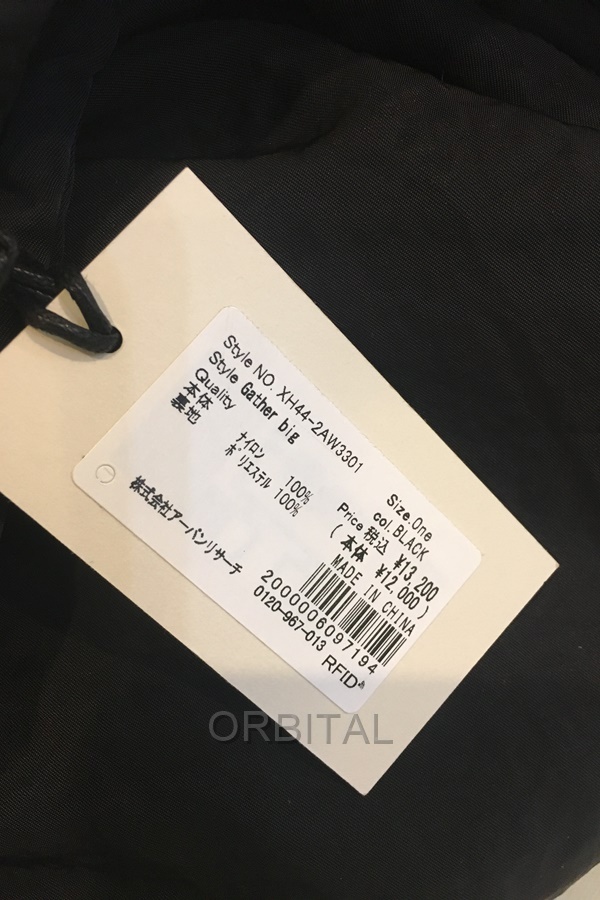 Style NO. XH44-2AW3301
Style Gather big
Quality
本体 ナイロン 100%
裏地 ポリエステル 100%
Size.One
col.BLACK
Price 税込 ¥13,200
( 本体 ¥12,000 )
MADE IN CHINA
株式会社アーバンリサーチ
2000006097194
0120-967-013
RFID
ORBITAL